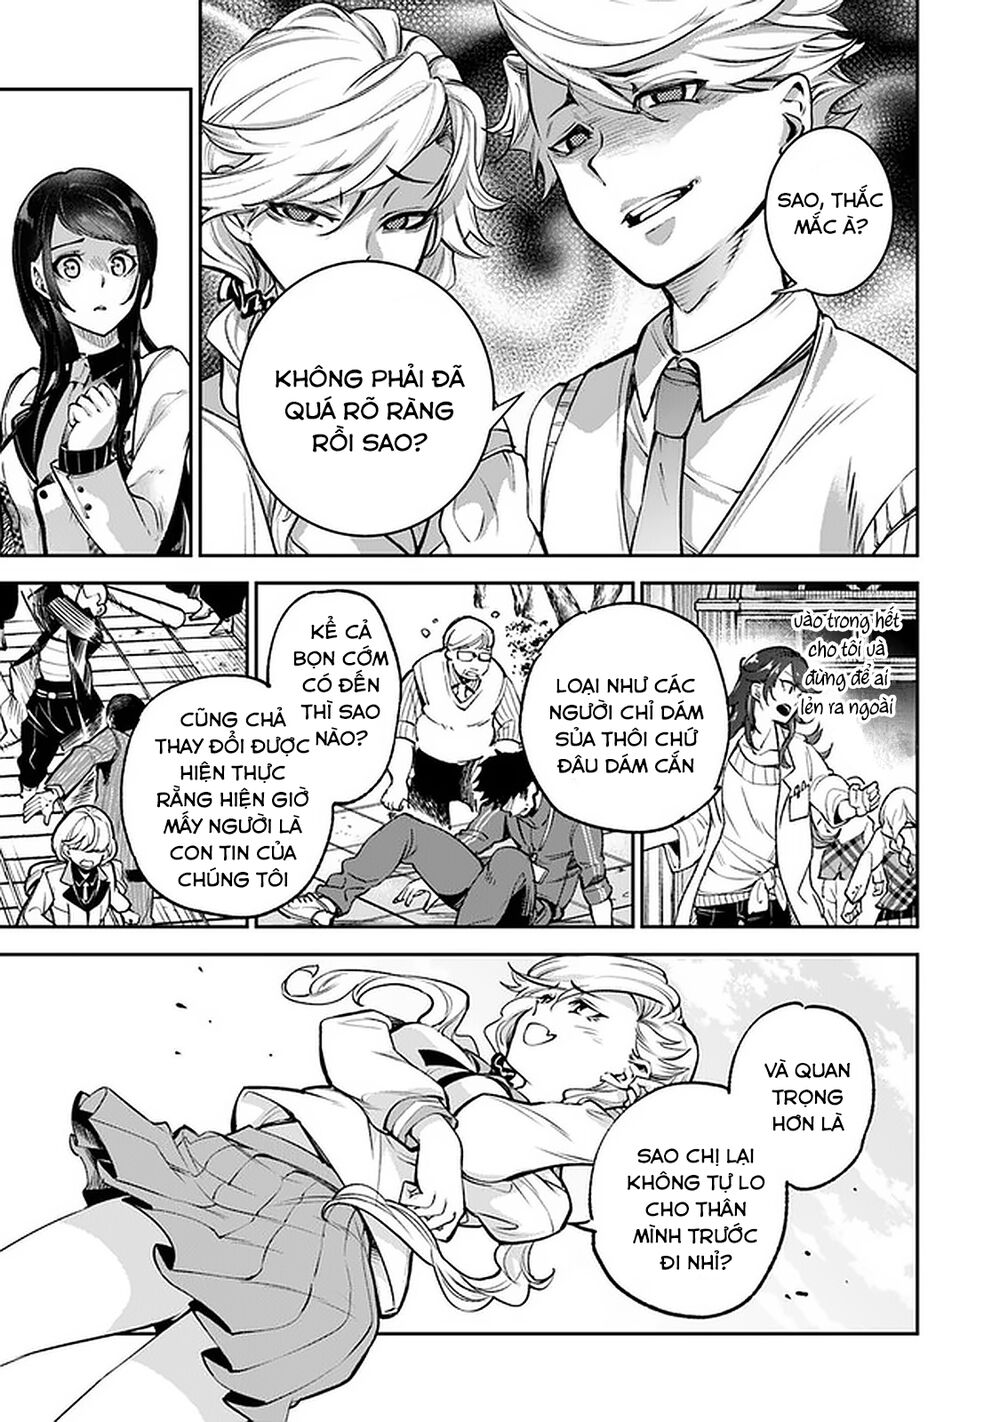 SAO, THẮC
MẮC À?
KHÔNG PHẢI ĐÃ
QUÁ RÕ RÀNG
RỒI SAO?
vào trong hết
cho tôi và
đừng để ai
lẻn ra ngoài
LOẠI NHƯ CÁC
NGƯỜI CHỈ DÁM
SỦA THÔI CHỨ
ĐÂU DÁM CẮN
KỂ CẢ
BỌN CỚM
CÓ ĐẾN
THÌ SAO
NÀO?
CŨNG CHẢ
THAY ĐỔI ĐƯỢC
HIỆN THỰC
RẰNG HIỆN GIỜ
MẤY NGƯỜI LÀ
CON TIN CỦA
CHÚNG TÔI
VÀ QUAN
TRỌNG
HƠN LÀ
SAO CHỊ LẠI
KHÔNG TỰ LO
CHO THÂN
MÌNH TRƯỚC
ĐI NHỈ?